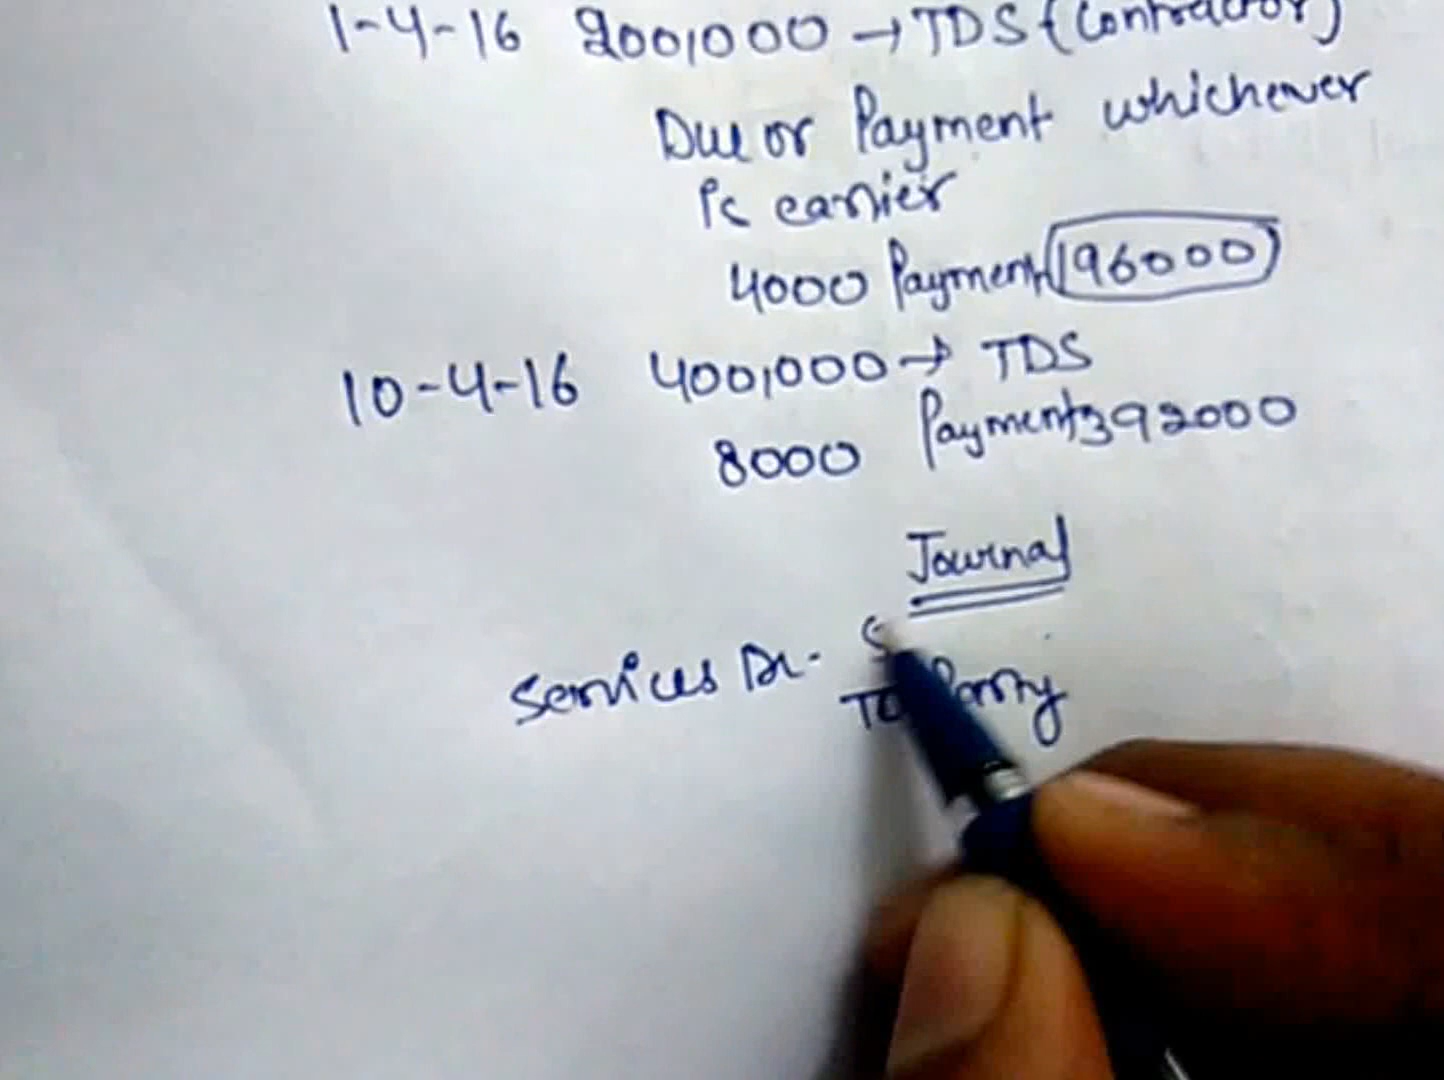 1-4-16 200,000 → TDS (Contractor)
Due or Payment whichever
is earlier
4000 Payment 196000
10-4-16 400,000 → TDS
8000 Payment 392000
Journal
Services Dr. S
To Party